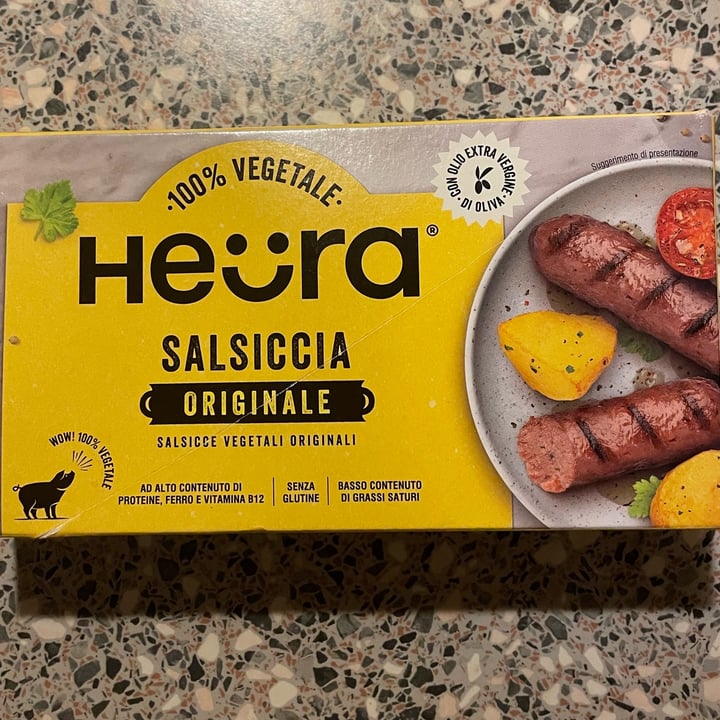 ·100% VEGETALE·
·CON OLIO EXTRA VERGINE·
DI OLIVA
Suggerimento di presentazione
Heüra®
SALSICCIA
ORIGINALE
SALSICCE VEGETALI ORIGINALI
WOW! 100% VEGETALE
AD ALTO CONTENUTO DI
PROTEINE, FERRO E VITAMINA B12
SENZA
GLUTINE
BASSO CONTENUTO
DI GRASSI SATURI